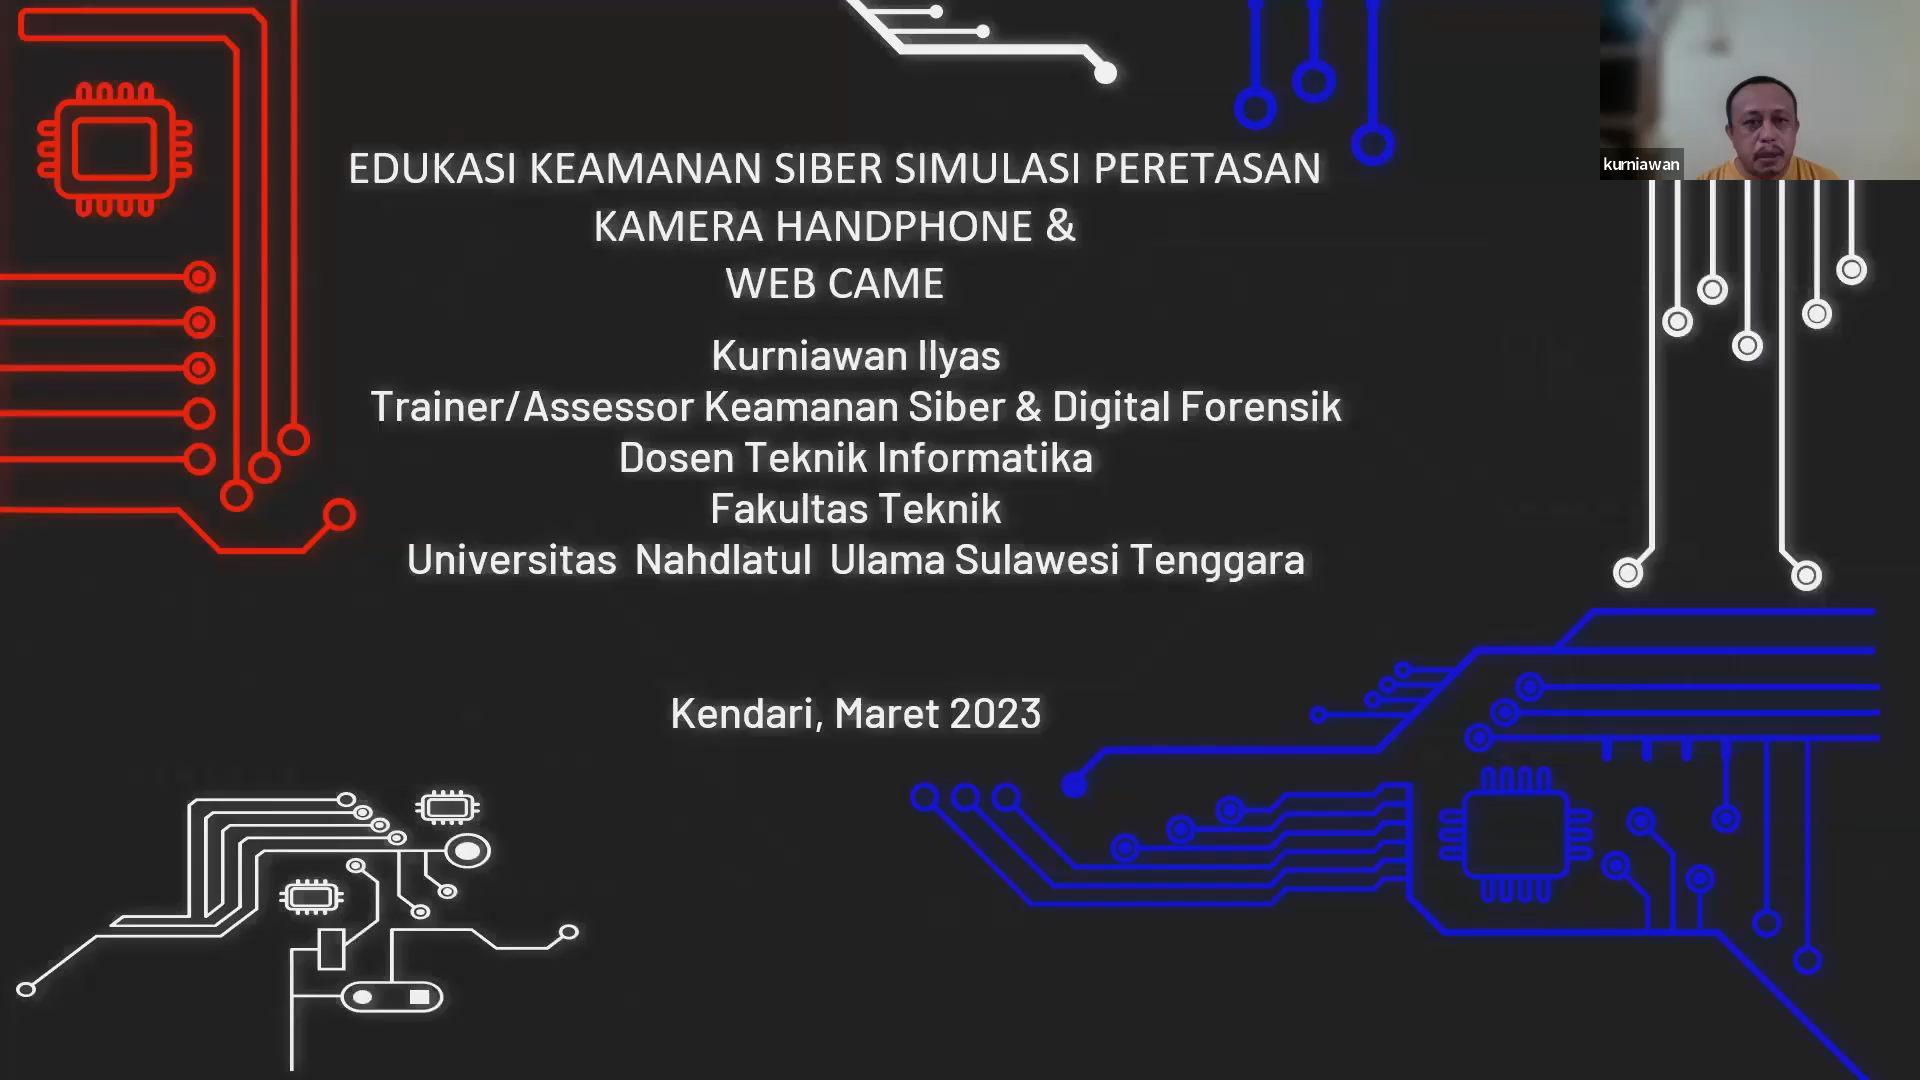 EDUKASI KEAMANAN SIBER SIMULASI PERETASAN
KAMERA HANDPHONE &
WEB CAME
Kurniawan Ilyas
Trainer/Assessor Keamanan Siber & Digital Forensik
Dosen Teknik Informatika
Fakultas Teknik
Universitas Nahdlatul Ulama Sulawesi Tenggara
Kendari, Maret 2023
kurniawan